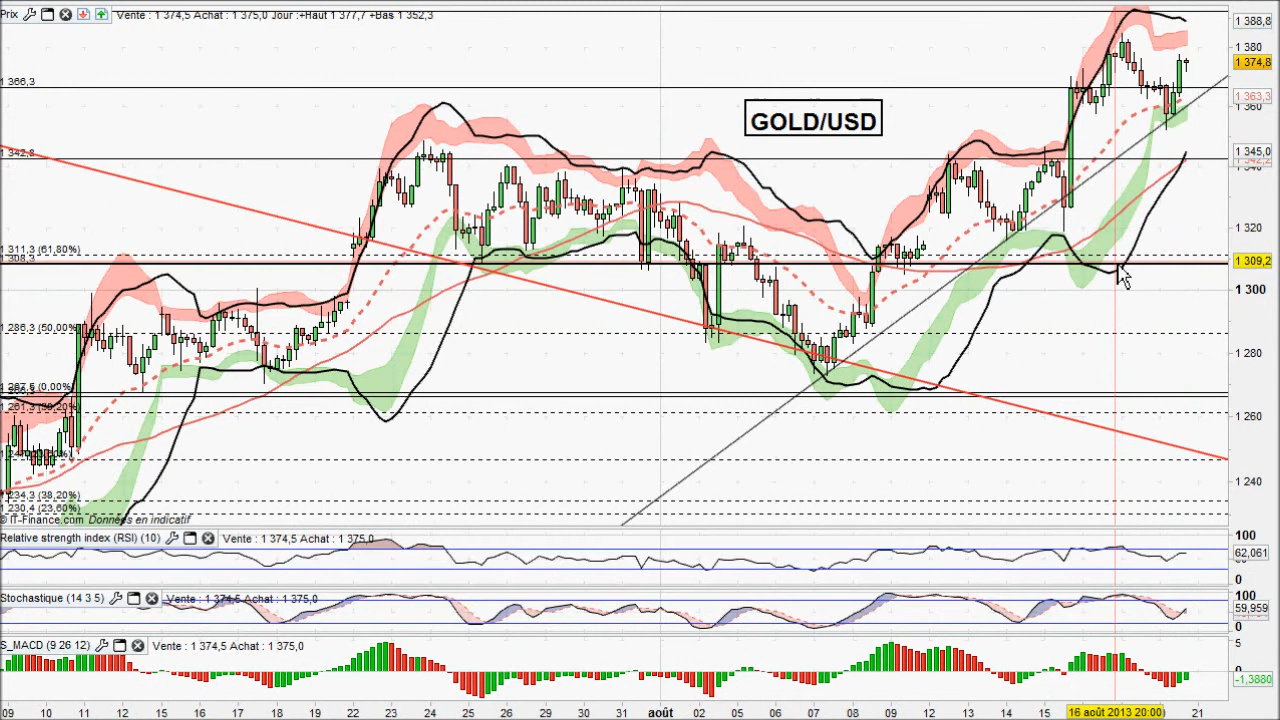 Prix Vente : 1 374,5 Achat : 1 375,0 Jour :+Haut 1 377,7 +Bas 1 352,3
1 388,8
1 380
1 374,8
1 366,3
1 363,3
1 360
GOLD/USD
1 345,0
1 342,8
1 340
1 320
1 311,3 (61,80%)
1 308,3
1 309,2
1 300
1 286,3 (50,00%)
1 280
1 267,5 (0,00%)
1 261,3 (38,20%)
1 260
1 240
1 234,3 (38,20%)
1 230,4 (23,60%)
© IT-Finance.com Données en indicatif
Relative strength index (RSI) (10) Vente : 1 374,5 Achat : 1 375,0
100
62,061
0
Stochastique (14 3 5) Vente : 1 374,5 Achat : 1 375,0
100
59,959
0
S_MACD (9 26 12) Vente : 1 374,5 Achat : 1 375,0
5
0
-1,3880
09 10 11 12 15 16 17 18 19 22 23 24 25 26 29 30 31 août 02 05 06 07 08 09 12 13 14 15 16 août 2013 20:00 21